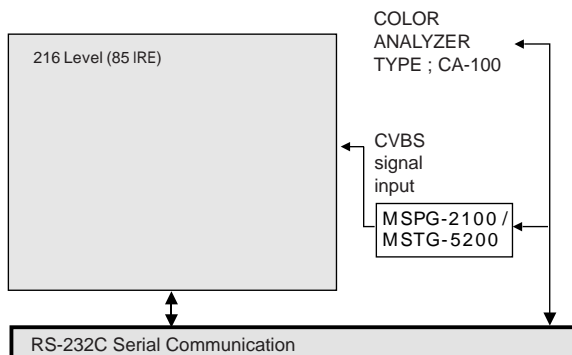 COLOR
ANALYZER
TYPE ; CA-100
216 Level (85 IRE)
CVBS
signal
input
MSPG-2100 /
MSTG-5200
RS-232C Serial Communication